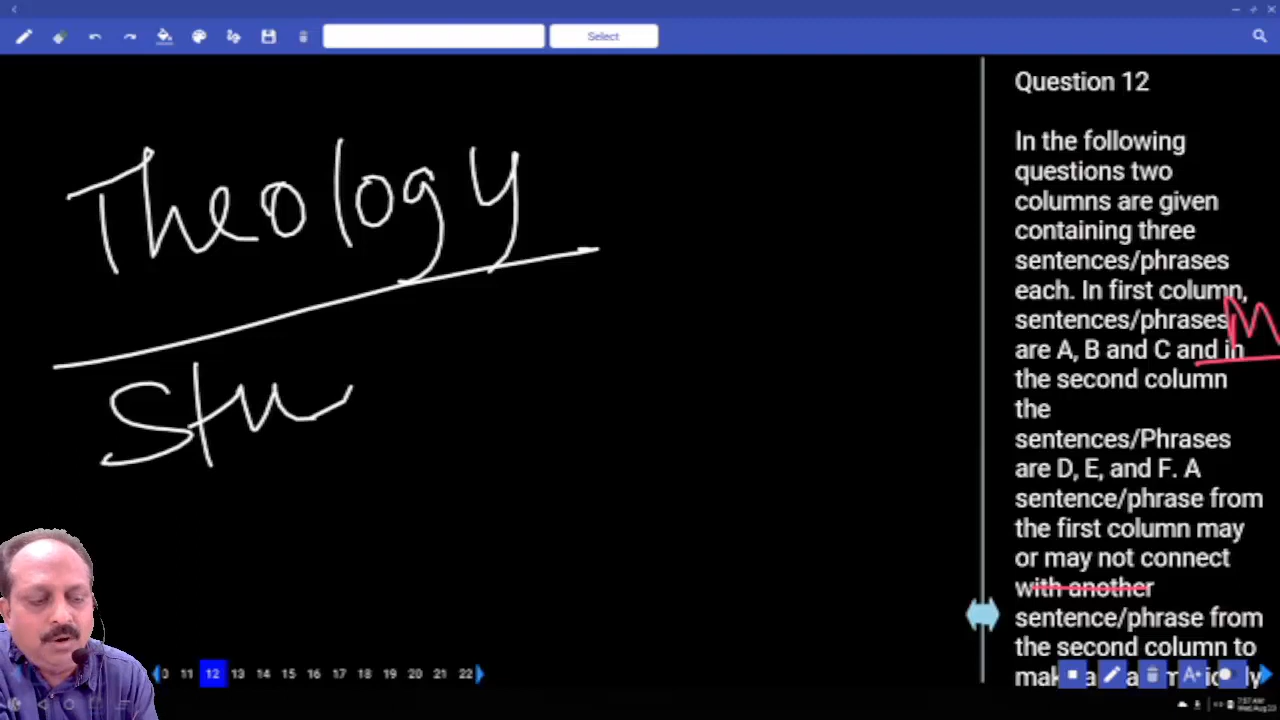 Select
Theology
Stu
Question 12
In the following
questions two
columns are given
containing three
sentences/phrases
each. In first column,
sentences/phrases
M
are A, B and C and in
the second column
the
sentences/Phrases
are D, E, and F. A
sentence/phrase from
the first column may
or may not connect
with another
sentence/phrase from
the second column to
11 12 13 14 15 16 17 18 19 20 21 22
A+